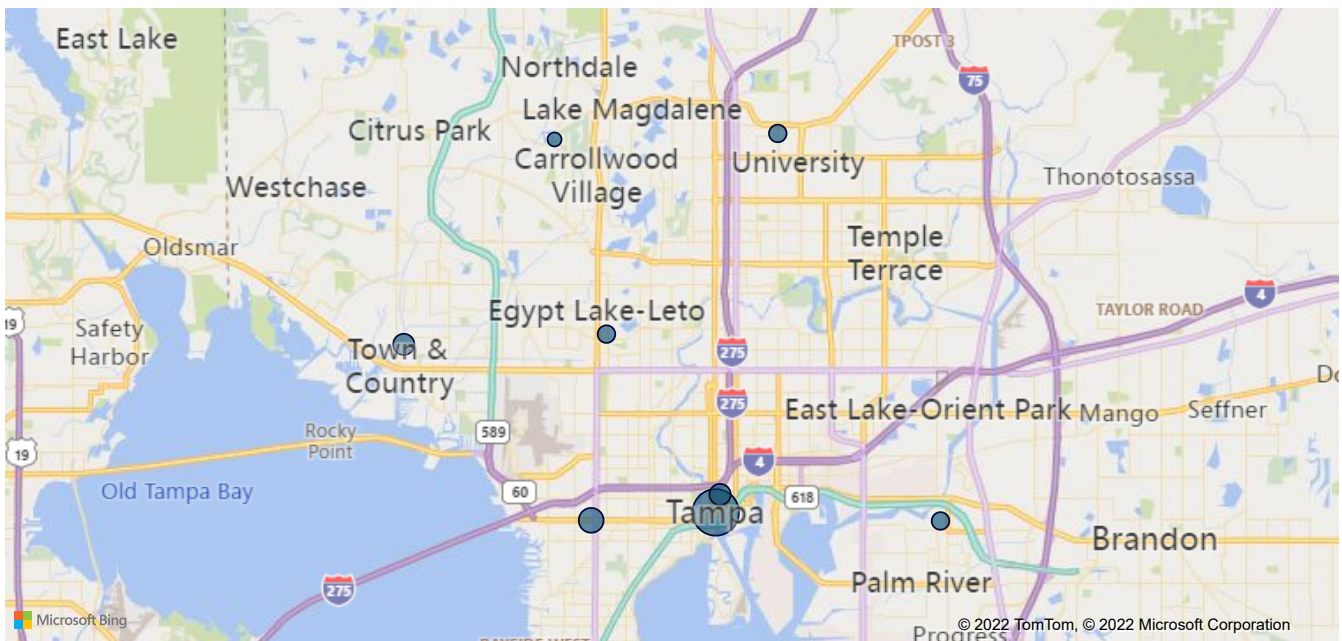 East Lake
TPOST 3
Northdale
75
Lake Magdalene
Citrus Park
Carrollwood
Village
University
Westchase
Thonotosassa
Oldsmar
Temple
Terrace
4
TAYLOR ROAD
Egypt Lake-Leto
19
Safety
Harbor
Town &
Country
275
275
East Lake-Orient Park
Mango
Seffner
589
Rocky
Point
19
4
60
618
Old Tampa Bay
Tampa
Brandon
275
Palm River
Microsoft Bing
© 2022 TomTom, © 2022 Microsoft Corporation
Progress